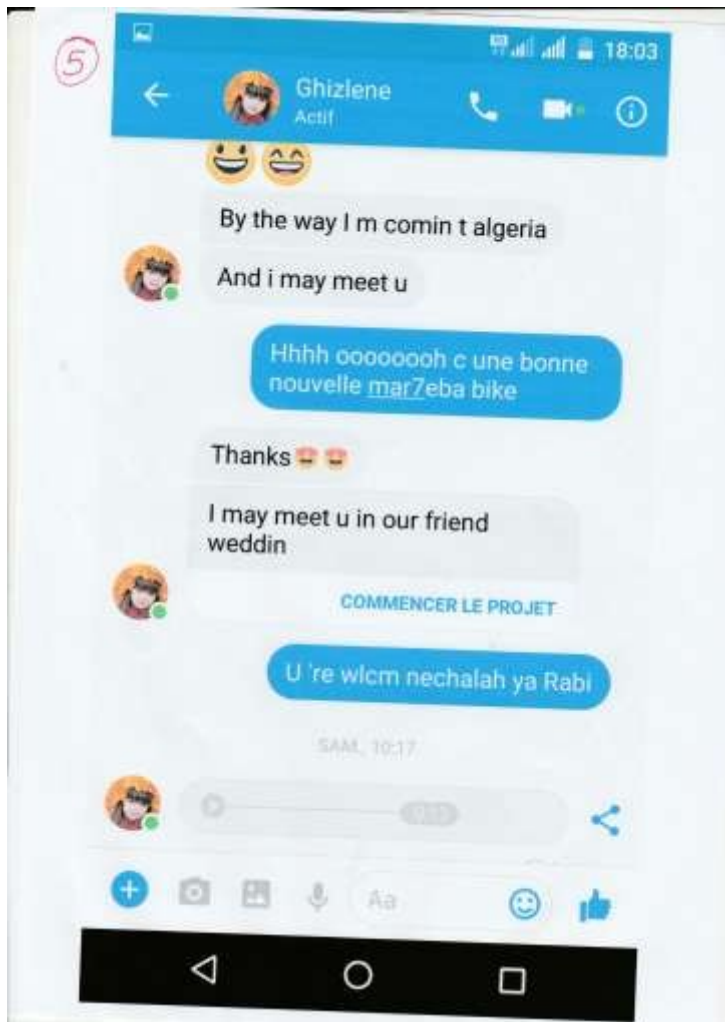 5
18:03
Ghizlene
Actif
By the way I m comin t algeria
And i may meet u
Hhhh oooooooh c une bonne
nouvelle mar7eba bike
Thanks
I may meet u in our friend
weddin
COMMENCER LE PROJET
U 're wlcm nechalah ya Rabi
SAM., 10:17
Aa